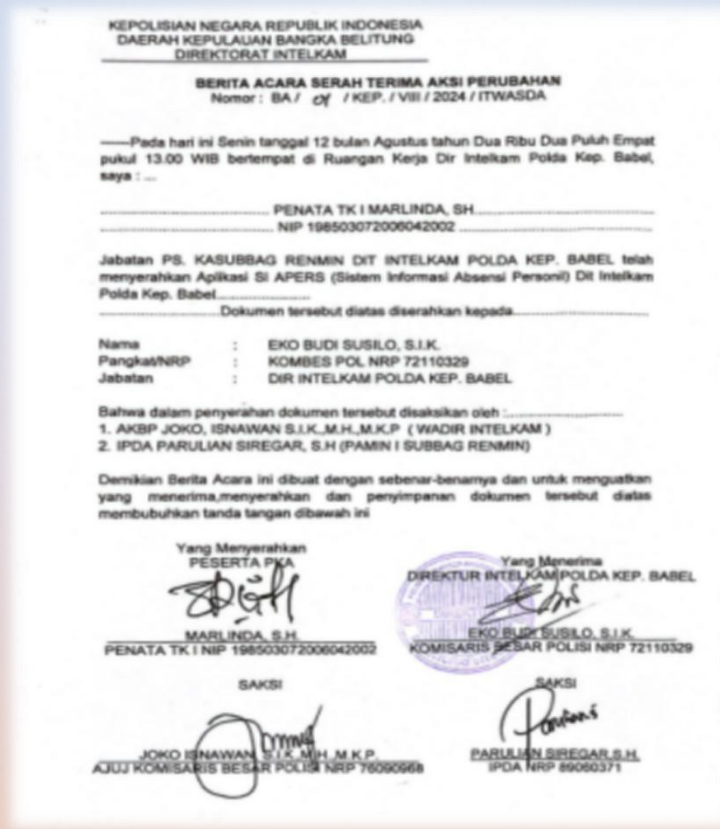 KEPOLISIAN NEGARA REPUBLIK INDONESIA
DAERAH KEPULAUAN BANGKA BELITUNG
DIREKTORAT INTELKAM
BERITA ACARA SERAH TERIMA AKSI PERUBAHAN
Nomor : BA / 01 / KEP. / VIII / 2024 / ITWASDA
——Pada hari ini Senin tanggal 12 bulan Agustus tahun Dua Ribu Dua Puluh Empat
pukul 13.00 WIB bertempat di Ruangan Kerja Dir Intelkam Polda Kep. Babel,
saya : ...
PENATA TK I MARLINDA, SH
NIP 198503072006042002
Jabatan PS. KASUBBAG RENMIN DIT INTELKAM POLDA KEP. BABEL telah
menyerahkan Aplikasi SI APERS (Sistem Informasi Absensi Personil) Dit Intelkam
Polda Kep. Babel
Dokumen tersebut diatas diserahkan kepada
Nama : EKO BUDI SUSILO, S.I.K.
Pangkat/NRP : KOMBES POL NRP 72110329
Jabatan : DIR INTELKAM POLDA KEP. BABEL
Bahwa dalam penyerahan dokumen tersebut disaksikan oleh :
1. AKBP JOKO, ISNAWAN S.I.K.,M.H.,M.K.P ( WADIR INTELKAM )
2. IPDA PARULIAN SIREGAR, S.H (PAMIN I SUBBAG RENMIN)
Demikian Berita Acara ini dibuat dengan sebenar-benarnya dan untuk menguatkan
yang menerima,menyerahkan dan penyimpanan dokumen tersebut diatas
membubuhkan tanda tangan dibawah ini
Yang Menyerahkan
PESERTA PKA
MARLINDA, S.H.
PENATA TK I NIP 198503072006042002
Yang Menerima
DIREKTUR INTELKAM POLDA KEP. BABEL
EKO BUDI SUSILO, S.I.K.
KOMISARIS BESAR POLISI NRP 72110329
SAKSI
JOKO ISNAWAN, S.I.K.,M.H.,M.K.P.
AJUJ KOMISARIS BESAR POLISI NRP 76090968
SAKSI
PARULIAN SIREGAR,S.H.
IPDA NRP 89060371